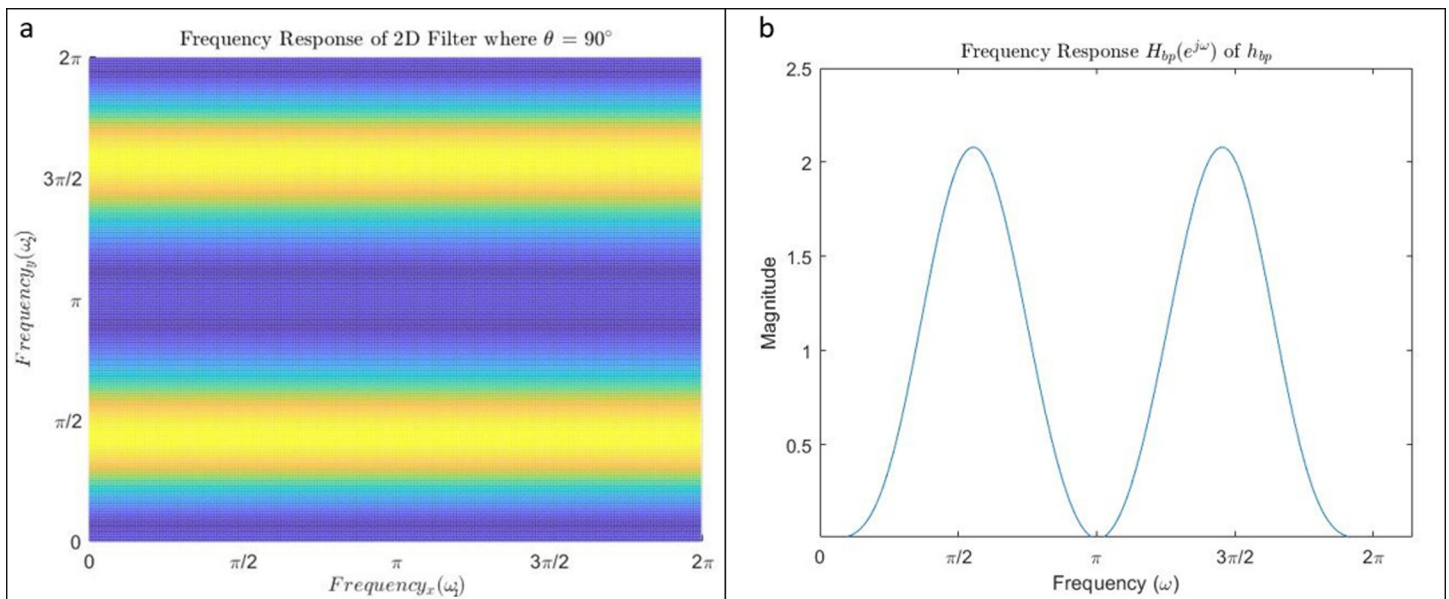 a
Frequency Response of 2D Filter where θ = 90°
2π
3π/2
π
π/2
0
Frequency_y(ω_2)
0
π/2
π
3π/2
2π
Frequency_x(ω_1)
b
Frequency Response H_bp(e^jω) of h_bp
2.5
2
1.5
1
0.5
Magnitude
0
π/2
π
3π/2
2π
Frequency (ω)